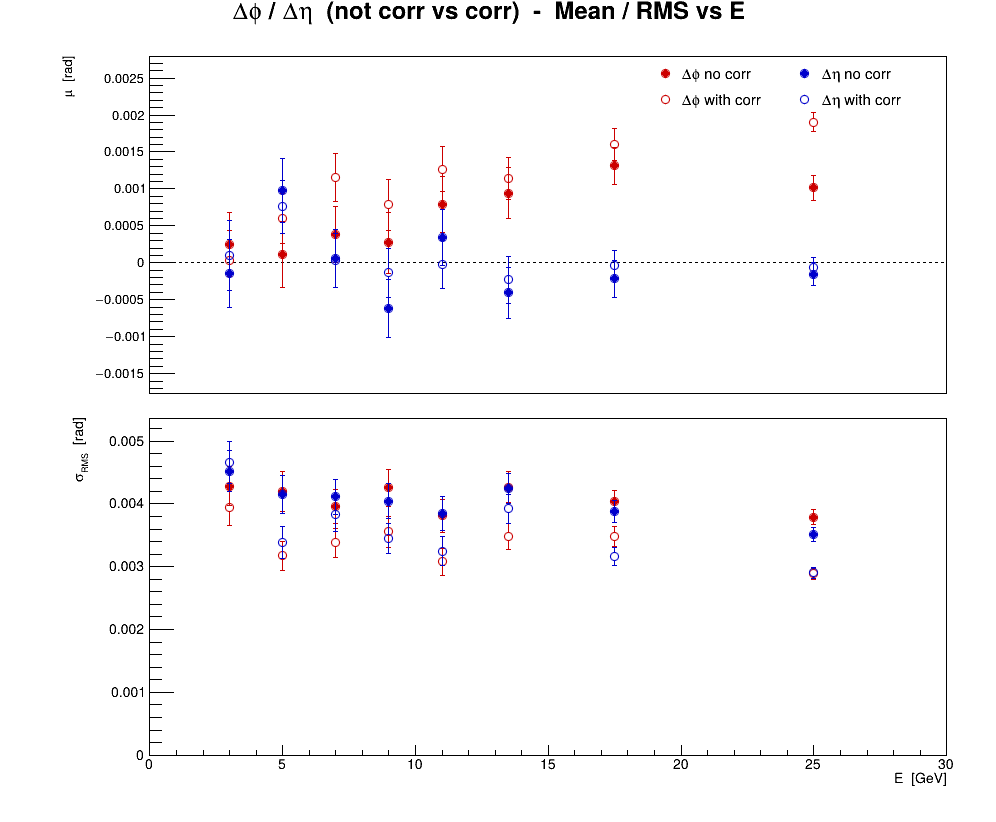 Δϕ / Δη (not corr vs corr) - Mean / RMS vs E
μ [rad]
0.0025
0.002
0.0015
0.001
0.0005
0
−0.0005
−0.001
−0.0015
Δϕ no corr
Δη no corr
Δϕ with corr
Δη with corr
σRMS [rad]
0.005
0.004
0.003
0.002
0.001
0
0 5 10 15 20 25 30
E [GeV]